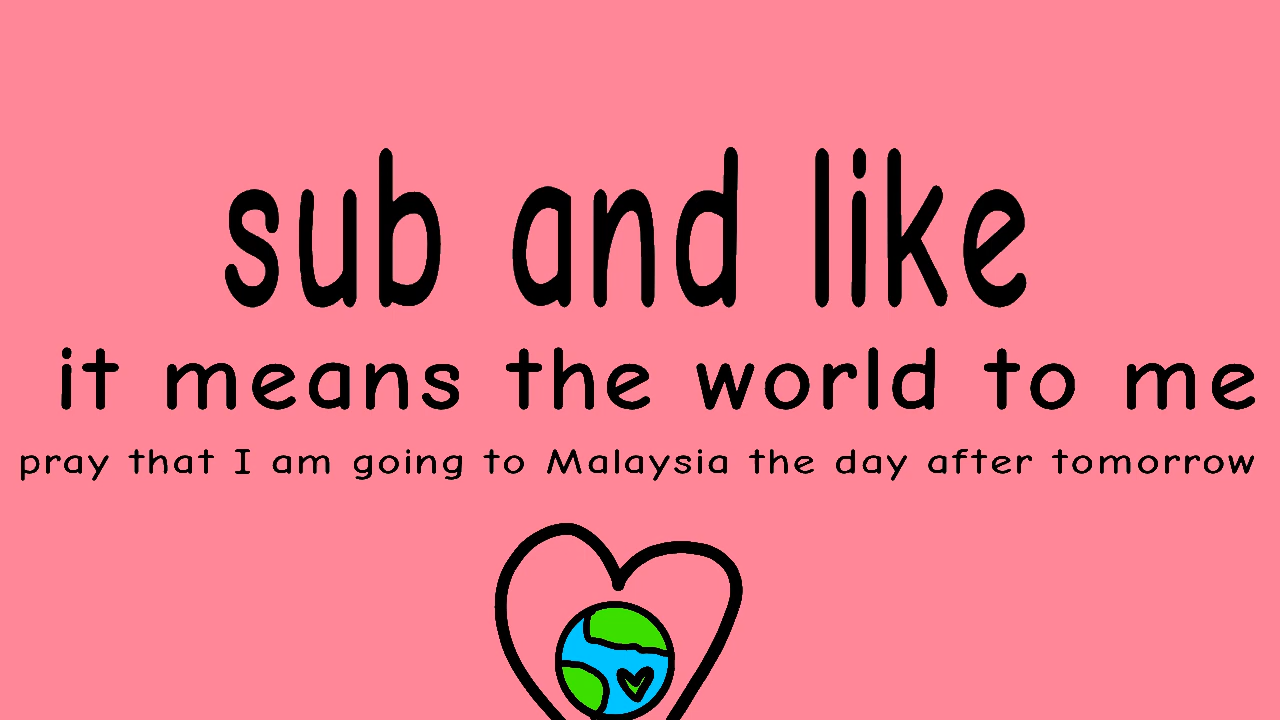 sub and like
it means the world to me
pray that I am going to Malaysia the day after tomorrow